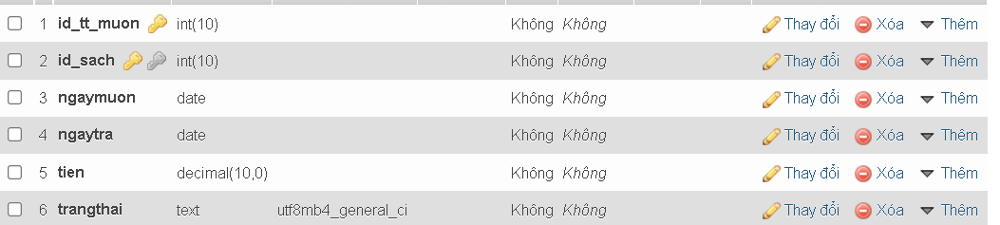 1 id_tt_muon int(10) Không Không Thay đổi Xóa Thêm
2 id_sach int(10) Không Không Thay đổi Xóa Thêm
3 ngaymuon date Không Không Thay đổi Xóa Thêm
4 ngaytra date Không Không Thay đổi Xóa Thêm
5 tien decimal(10,0) Không Không Thay đổi Xóa Thêm
6 trangthai text utf8mb4_general_ci Không Không Thay đổi Xóa Thêm